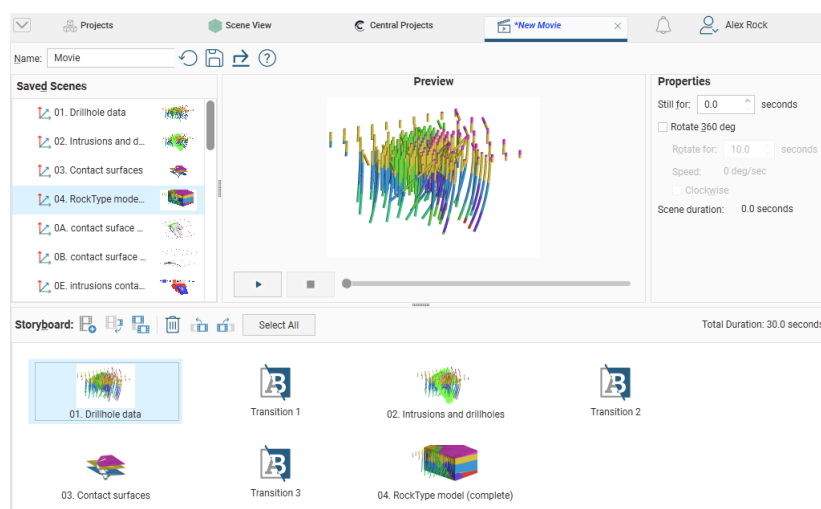 Projects
Scene View
Central Projects
*New Movie
Alex Rock
Name: Movie
Saved Scenes
01. Drillhole data
02. Intrusions and d...
03. Contact surfaces
04. RockType mode...
0A. contact suface ...
0B. contact surface ...
0E. intrusions conta...
Preview
Properties
Still for: 0.0 seconds
Rotate 360 deg
Rotate for: 10.0 seconds
Speed: 0 deg/sec
Clockwise
Scene duration: 0.0 seconds
Storyboard: Select All Total Duration: 30.0 seconds
01. Drillhole data
A B
Transition 1
02. Intrusions and drillholes
A B
Transition 2
03. Contact surfaces
A B
Transition 3
04. RockType model (complete)